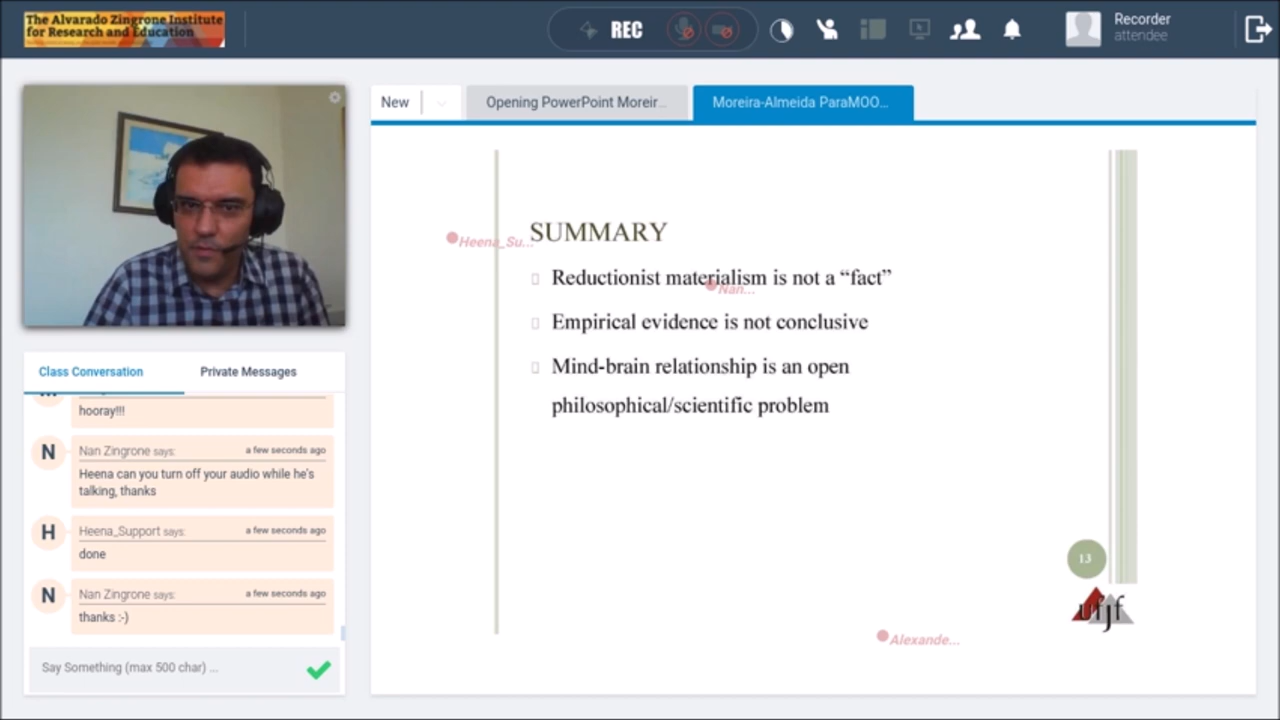 The Alvarado Zingrone Institute
for Research and Education
REC
Recorder
attendee
New
Opening PowerPoint Moreir...
Moreira-Almeida ParaMOO...
SUMMARY
Heena_Su...
Reductionist materialism is not a “fact”
Nan...
Empirical evidence is not conclusive
Mind-brain relationship is an open
philosophical/scientific problem
13
ufjf
Alexande...
Class Conversation
Private Messages
hooray!!!
N
Nan Zingrone says:
a few seconds ago
Heena can you turn off your audio while he's
talking, thanks
H
Heena_Support says:
a few seconds ago
done
N
Nan Zingrone says:
a few seconds ago
thanks :-)
Say Something (max 500 char) ...